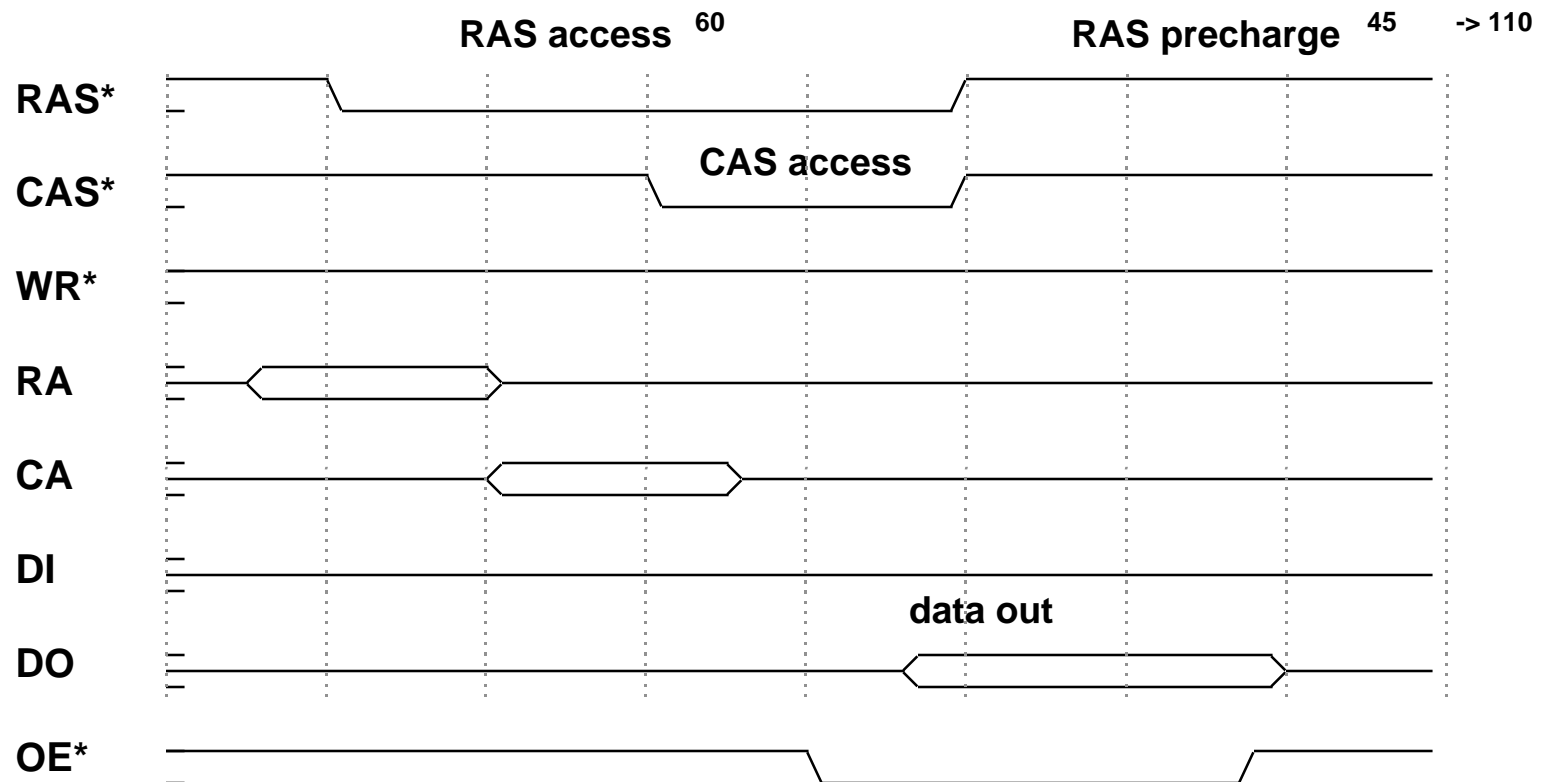 RAS access 60 RAS precharge 45 -> 110
RAS*
CAS access
CAS*
WR*
RA
CA
DI
data out
DO
OE*